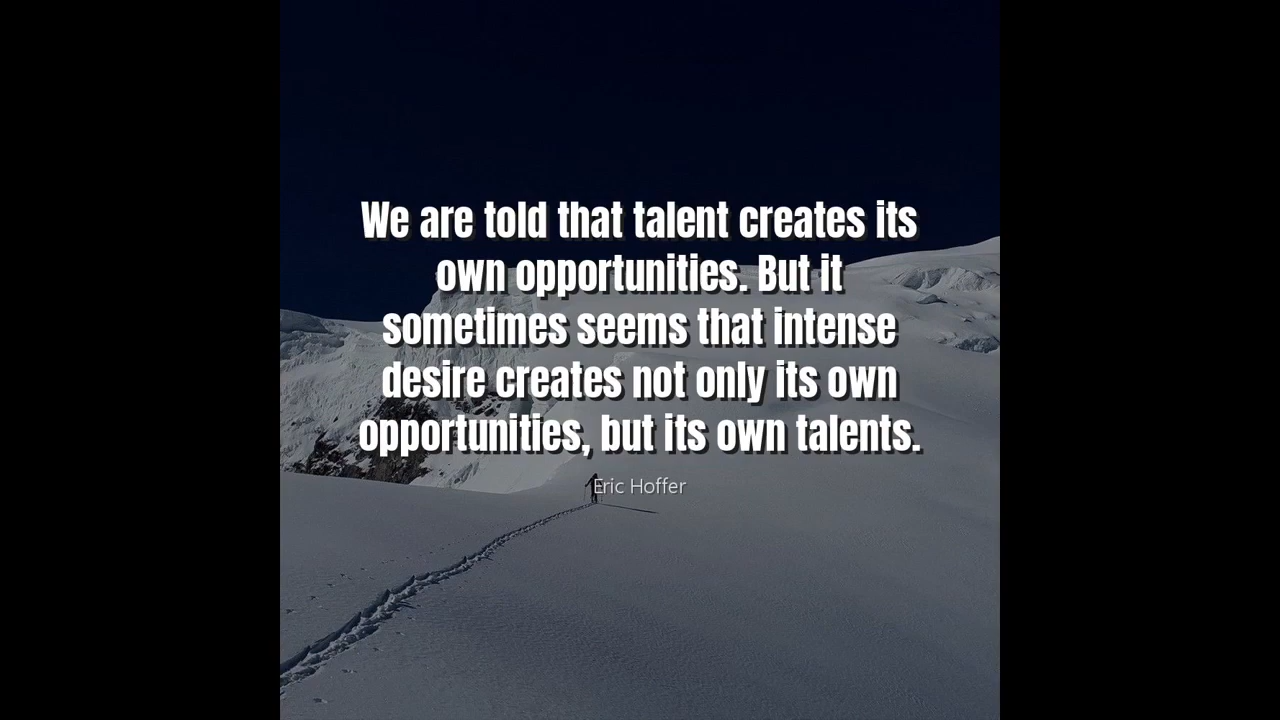 We are told that talent creates its
own opportunities. But it
sometimes seems that intense
desire creates not only its own
opportunities, but its own talents.
Eric Hoffer